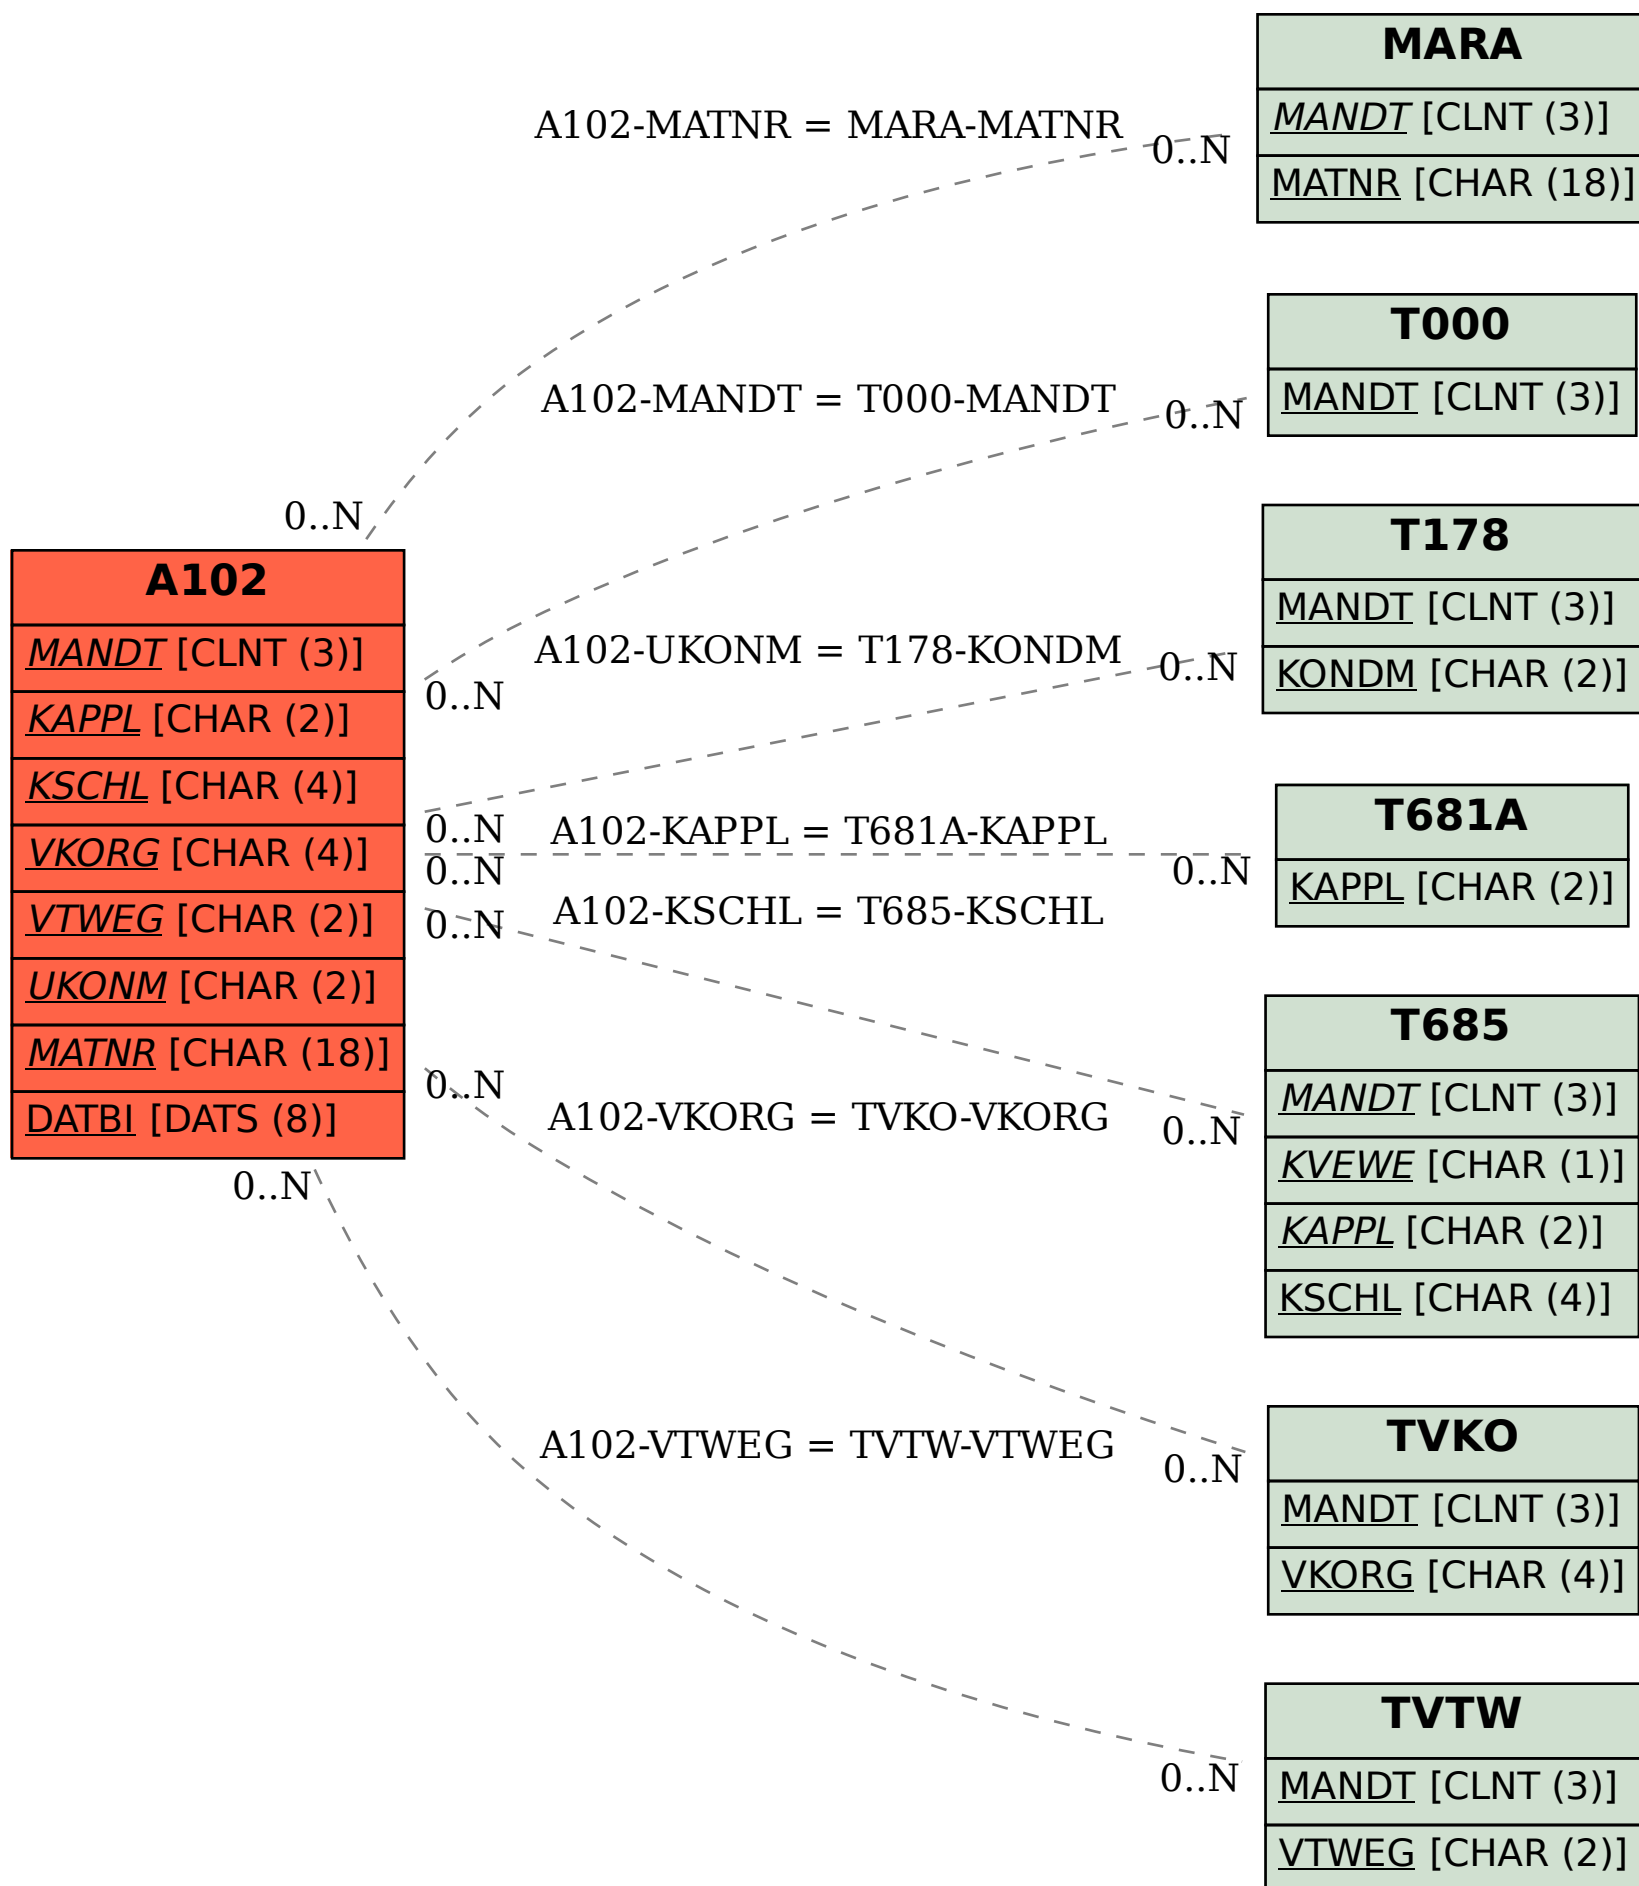 MARA
MANDT [CLNT (3)]
MATNR [CHAR (18)]
A102-MATNR = MARA-MATNR
0..N
0..N
T000
MANDT [CLNT (3)]
A102-MANDT = T000-MANDT
0..N
0..N
T178
MANDT [CLNT (3)]
KONDM [CHAR (2)]
A102-UKONM = T178-KONDM
0..N
0..N
A102
MANDT [CLNT (3)]
KAPPL [CHAR (2)]
KSCHL [CHAR (4)]
VKORG [CHAR (4)]
VTWEG [CHAR (2)]
UKONM [CHAR (2)]
MATNR [CHAR (18)]
DATBI [DATS (8)]
T681A
KAPPL [CHAR (2)]
A102-KAPPL = T681A-KAPPL
0..N
0..N
A102-KSCHL = T685-KSCHL
0..N
0..N
T685
MANDT [CLNT (3)]
KVEWE [CHAR (1)]
KAPPL [CHAR (2)]
KSCHL [CHAR (4)]
A102-VKORG = TVKO-VKORG
0..N
0..N
TVKO
MANDT [CLNT (3)]
VKORG [CHAR (4)]
A102-VTWEG = TVTW-VTWEG
0..N
0..N
TVTW
MANDT [CLNT (3)]
VTWEG [CHAR (2)]